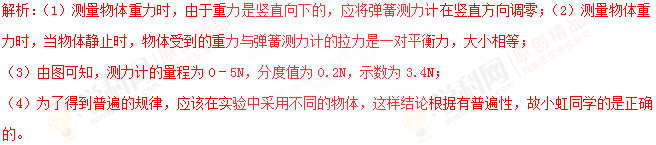 解析：（1）测量物体重力时，由于重力是竖直向下的，应将弹簧测力计在竖直方向调零；（2）测量物体重
力时，当物体静止时，物体受到的重力与弹簧测力计的拉力是一对平衡力，大小相等；
（3）由图可知，测力计的量程为0－5N，分度值为0.2N，示数为3.4N；
（4）为了得到普遍的规律，应该在实验中采用不同的物体，这样结论根据有普遍性，故小虹同学的是正确
的。